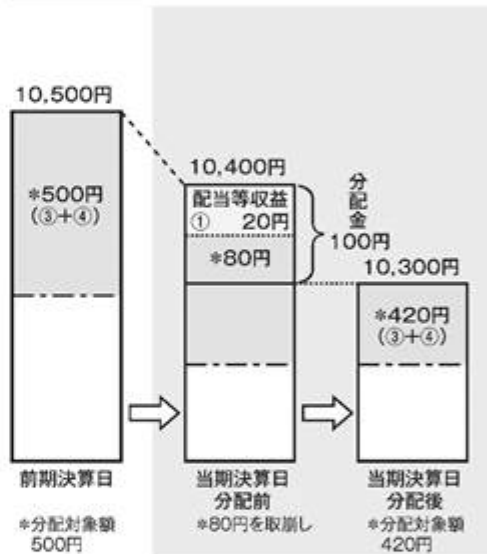 10,500円
*500円
(③+④)
前期決算日
*分配対象額
500円
10,400円
配当等収益
① 20円
*80円
分配金
100円
当期決算日
分配前
*80円を取崩し
10,300円
*420円
(③+④)
当期決算日
分配後
*分配対象額
420円